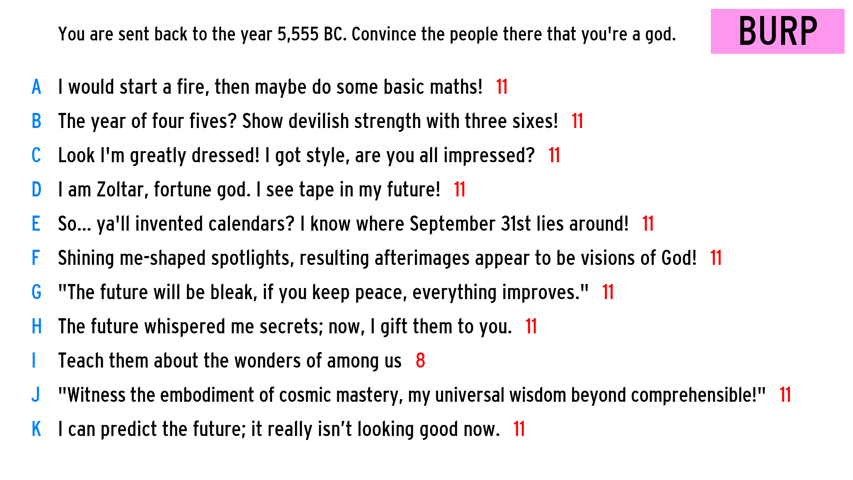 You are sent back to the year 5,555 BC. Convince the people there that you're a god.
BURP
A I would start a fire, then maybe do some basic maths! 11
B The year of four fives? Show devilish strength with three sixes! 11
C Look I'm greatly dressed! I got style, are you all impressed? 11
D I am Zoltar, fortune god. I see tape in my future! 11
E So... ya'll invented calendars? I know where September 31st lies around! 11
F Shining me-shaped spotlights, resulting afterimages appear to be visions of God! 11
G "The future will be bleak, if you keep peace, everything improves." 11
H The future whispered me secrets; now, I gift them to you. 11
I Teach them about the wonders of among us 8
J "Witness the embodiment of cosmic mastery, my universal wisdom beyond comprehensible!" 11
K I can predict the future; it really isn’t looking good now. 11